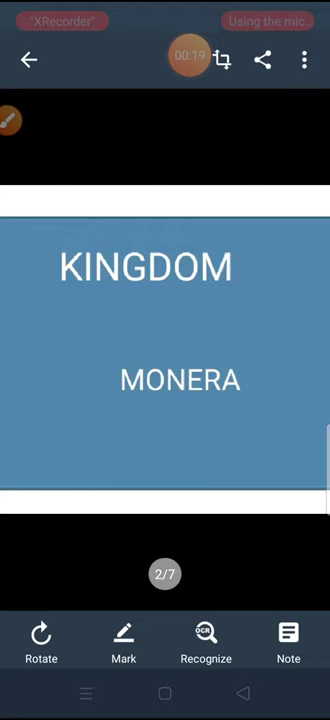 "XRecorder"
Using the mic...
00:19
KINGDOM
MONERA
2/7
OCR
Rotate
Mark
Recognize
Note